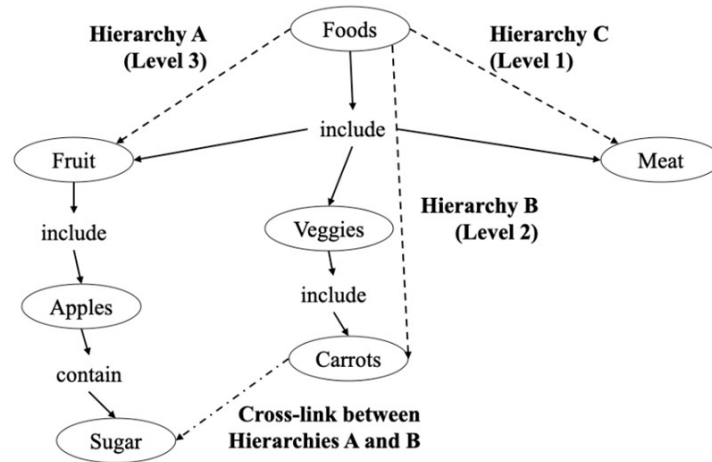 Foods
Hierarchy A
(Level 3)
Hierarchy C
(Level 1)
include
Fruit
Meat
Hierarchy B
(Level 2)
include
Veggies
Apples
include
contain
Carrots
Cross-link between
Hierarchies A and B
Sugar